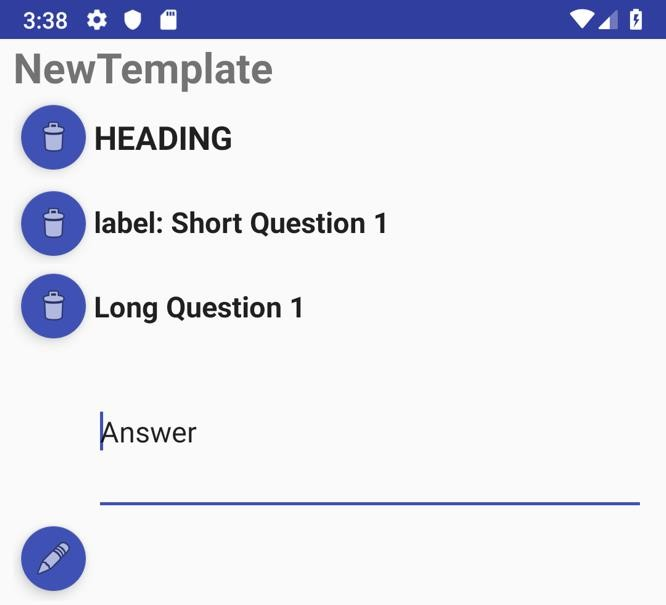 3:38
NewTemplate
HEADING
label: Short Question 1
Long Question 1
Answer